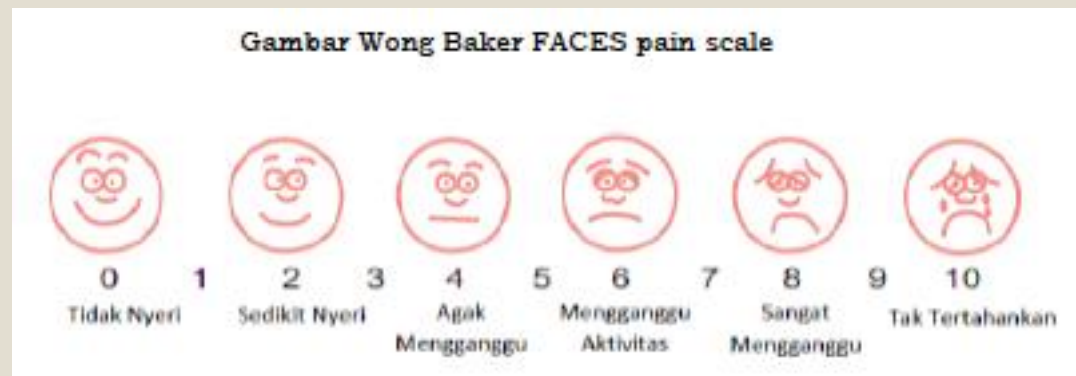 Gambar Wong Baker FACES pain scale
0 1 2 3 4 5 6 7 8 9 10
Tidak Nyeri Sedikit Nyeri Agak Mengganggu Mengganggu Aktivitas Sangat Mengganggu Tak Tertahankan